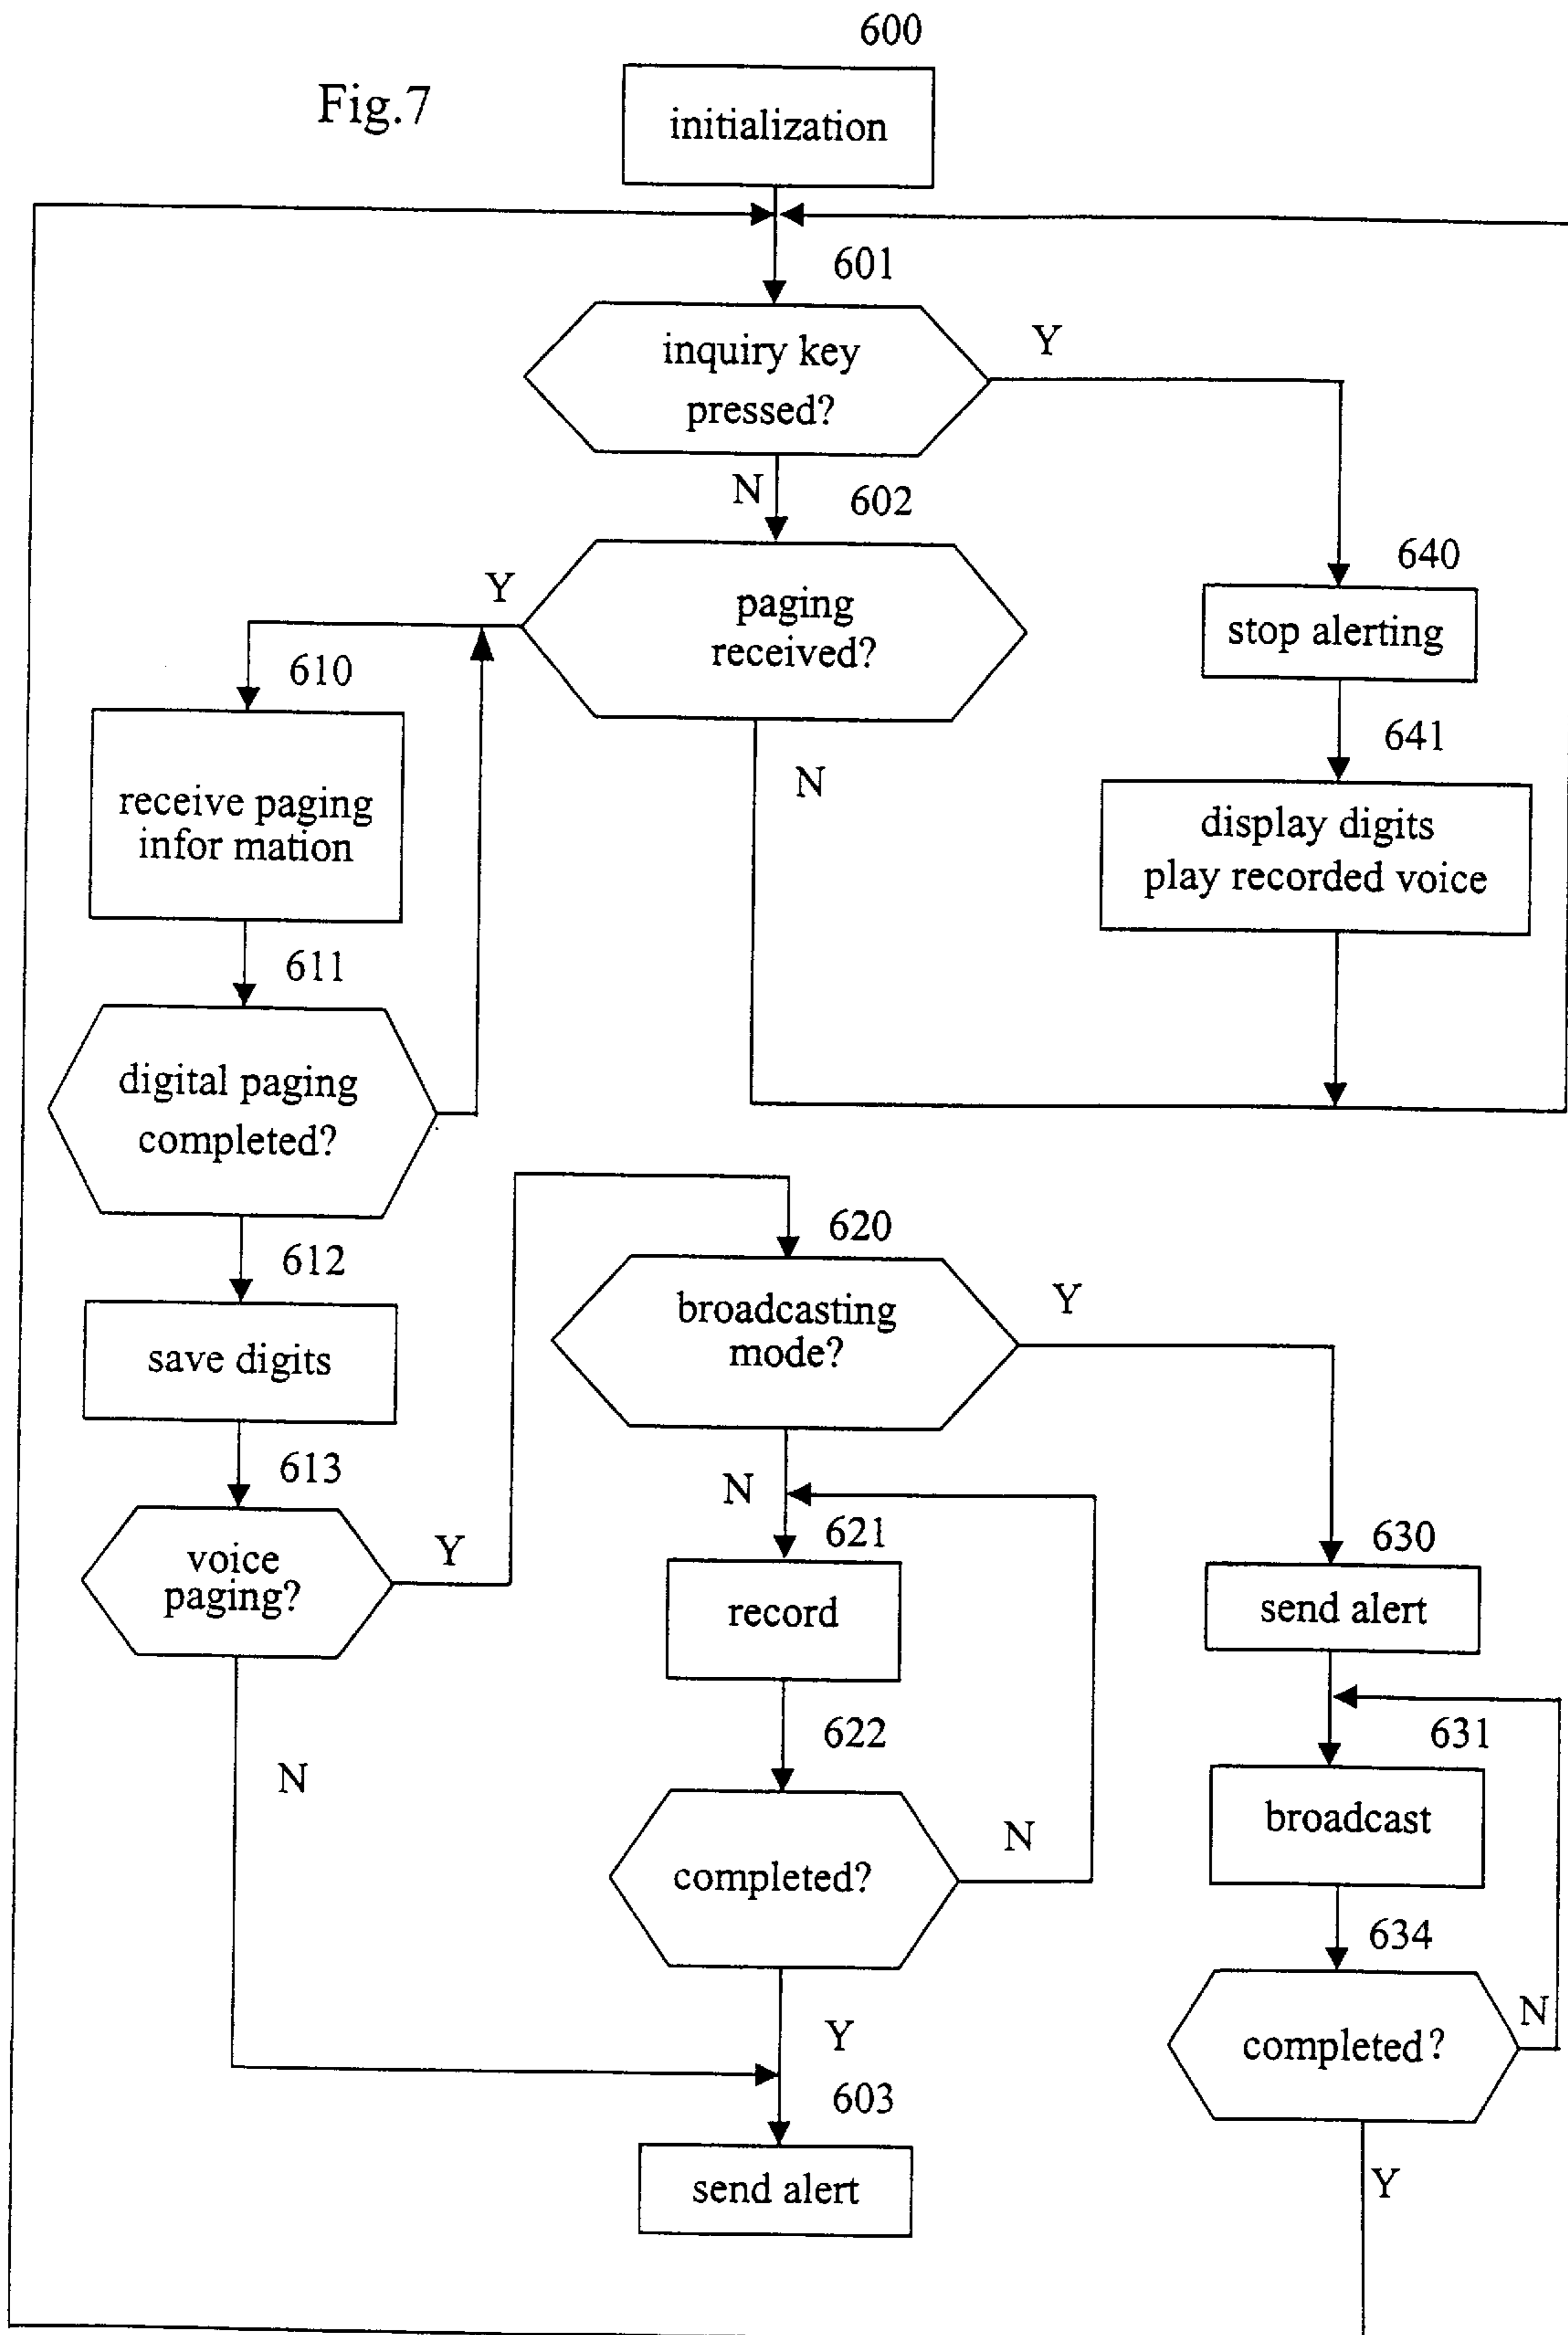 600
Fig.7
initialization
601
inquiry key
pressed?
Y
N
602
paging
received?
Y
N
640
stop alerting
641
display digits
play recorded voice
610
receive paging
infor mation
611
digital paging
completed?
612
save digits
613
voice
paging?
Y
N
620
broadcasting
mode?
Y
N
621
record
622
completed?
N
Y
603
send alert
630
send alert
631
broadcast
634
completed?
N
Y